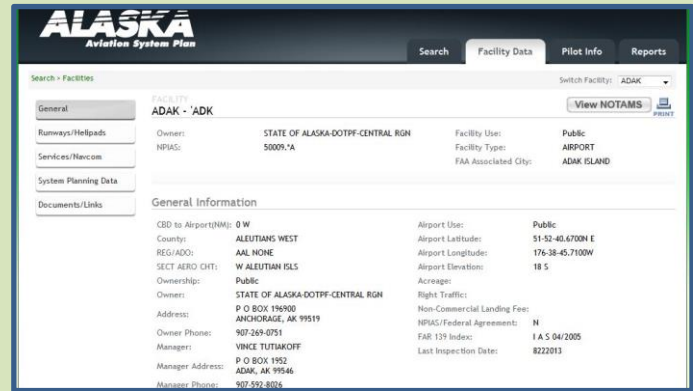 ALASKA
Aviation System Plan
Search Facility Data Pilot Info Reports
Search > Facilities
Switch Facility: ADAK
General
Runways/Helipads
Services/Navcom
System Planning Data
Documents/Links
FACILITY
ADAK - 'ADK
View NOTAMS
PRINT
Owner: STATE OF ALASKA-DOTPF-CENTRAL RGN
NPIAS: 50009.*A
Facility Use: Public
Facility Type: AIRPORT
FAA Associated City: ADAK ISLAND
General Information
CBD to Airport(NM): 0 W
County: ALEUTIANS WEST
REG/ADO: AAL NONE
SECT AERO CHT: W ALEUTIAN ISLS
Ownership: Public
Owner: STATE OF ALASKA-DOTPF-CENTRAL RGN
Address: P O BOX 196900
ANCHORAGE, AK 99519
Owner Phone: 907-269-0751
Manager: VINCE TUTIAKOFF
Manager Address: P O BOX 1952
ADAK, AK 99546
Manager Phone: 907-592-8026
Airport Use: Public
Airport Latitude: 51-52-40.6700N E
Airport Longitude: 176-38-45.7100W
Airport Elevation: 18 S
Acreage:
Right Traffic:
Non-Commercial Landing Fee:
NPIAS/Federal Agreement: N
FAR 139 Index: I A S 04/2005
Last Inspection Date: 8222013